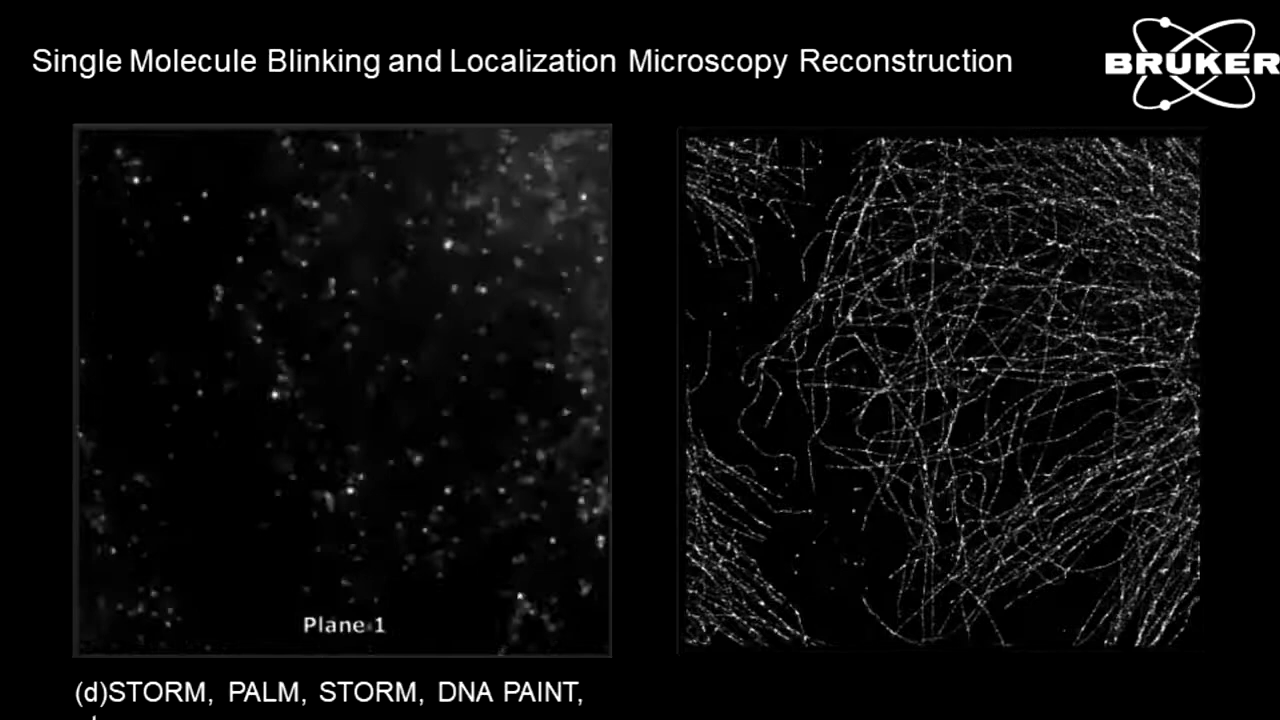 Single Molecule Blinking and Localization Microscopy Reconstruction
BRUKER
Plane 1
(d)STORM, PALM, STORM, DNA PAINT,